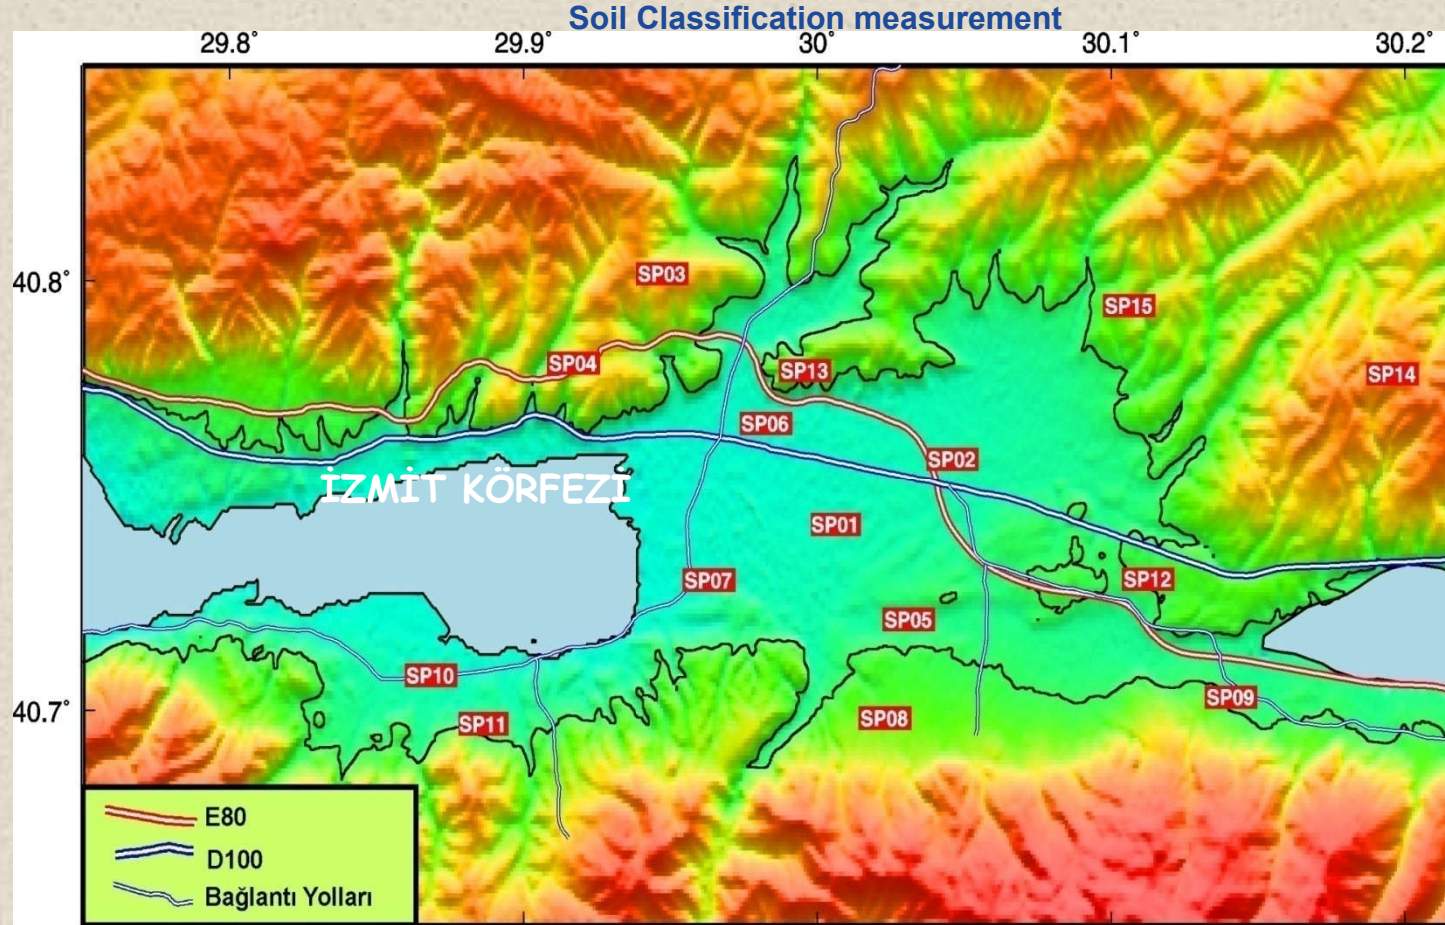 Soil Classification measurement
29.8°
29.9°
30°
30.1°
30.2°
40.8°
SP03
SP15
SP04
SP13
SP14
SP06
SP02
İZMİT KÖRFEZİ
SP01
SP07
SP12
SP05
SP10
SP09
40.7°
SP11
SP08
E80
D100
Bağlantı Yolları